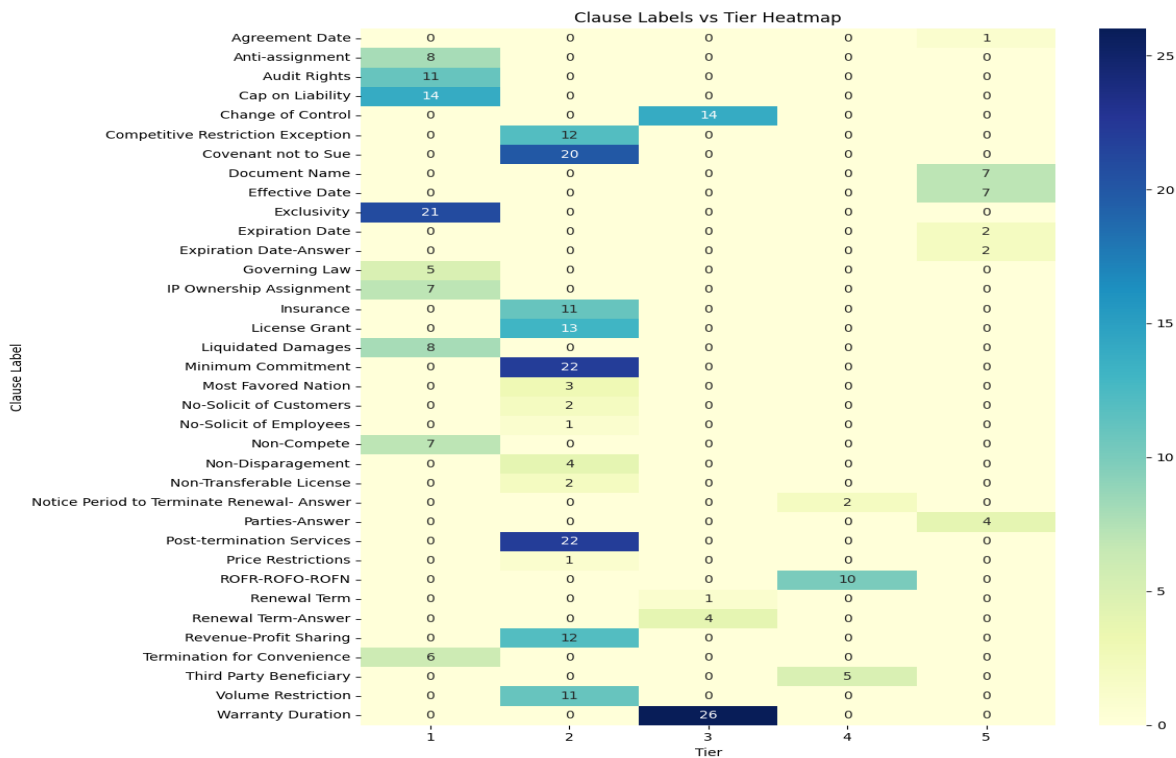 Clause Labels vs Tier Heatmap
Clause Label
Agreement Date 0 0 0 0 1
Anti-assignment 8 0 0 0 0
Audit Rights 11 0 0 0 0
Cap on Liability 14 0 0 0 0
Change of Control 0 0 14 0 0
Competitive Restriction Exception 0 12 0 0 0
Covenant not to Sue 0 20 0 0 0
Document Name 0 0 0 0 7
Effective Date 0 0 0 0 7
Exclusivity 21 0 0 0 0
Expiration Date 0 0 0 0 2
Expiration Date-Answer 0 0 0 0 2
Governing Law 5 0 0 0 0
IP Ownership Assignment 7 0 0 0 0
Insurance 0 11 0 0 0
License Grant 0 13 0 0 0
Liquidated Damages 8 0 0 0 0
Minimum Commitment 0 22 0 0 0
Most Favored Nation 0 3 0 0 0
No-Solicit of Customers 0 2 0 0 0
No-Solicit of Employees 0 1 0 0 0
Non-Compete 7 0 0 0 0
Non-Disparagement 0 4 0 0 0
Non-Transferable License 0 2 0 0 0
Notice Period to Terminate Renewal- Answer 0 0 0 2 0
Parties-Answer 0 0 0 0 4
Post-termination Services 0 22 0 0 0
Price Restrictions 0 1 0 0 0
ROFR-ROFO-ROFN 0 0 0 10 0
Renewal Term 0 0 1 0 0
Renewal Term-Answer 0 0 4 0 0
Revenue-Profit Sharing 0 12 0 0 0
Termination for Convenience 6 0 0 0 0
Third Party Beneficiary 0 0 0 5 0
Volume Restriction 0 11 0 0 0
Warranty Duration 0 0 26 0 0
1 2 3 4 5
Tier
25
20
15
10
5
0